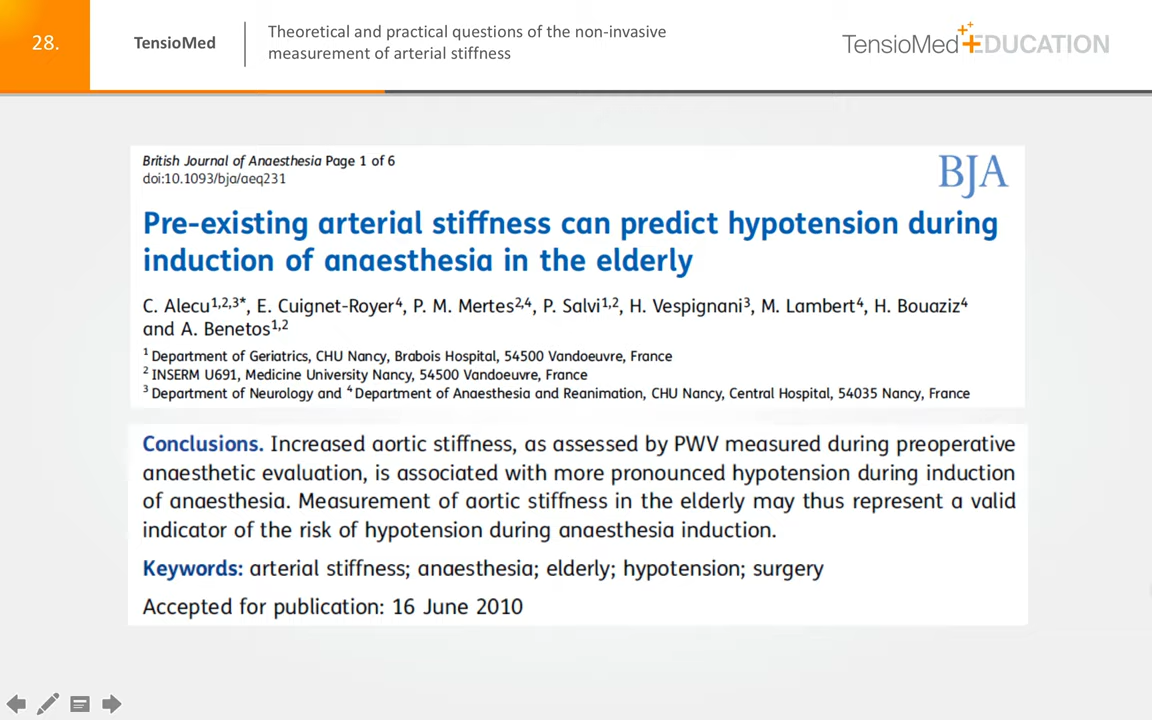 28.
TensioMed
Theoretical and practical questions of the non-invasive
measurement of arterial stiffness
TensioMed EDUCATION
British Journal of Anaesthesia Page 1 of 6
doi:10.1093/bja/aeq231
BJA
Pre-existing arterial stiffness can predict hypotension during
induction of anaesthesia in the elderly
C. Alecu1,2,3*, E. Cuignet-Royer4, P. M. Mertes2,4, P. Salvi1,2, H. Vespignani3, M. Lambert4, H. Bouaziz4
and A. Benetos1,2
1 Department of Geriatrics, CHU Nancy, Brabois Hospital, 54500 Vandoeuvre, France
2 INSERM U691, Medicine University Nancy, 54500 Vandoeuvre, France
3 Department of Neurology and 4 Department of Anaesthesia and Reanimation, CHU Nancy, Central Hospital, 54035 Nancy, France
Conclusions. Increased aortic stiffness, as assessed by PWV measured during preoperative
anaesthetic evaluation, is associated with more pronounced hypotension during induction
of anaesthesia. Measurement of aortic stiffness in the elderly may thus represent a valid
indicator of the risk of hypotension during anaesthesia induction.
Keywords: arterial stiffness; anaesthesia; elderly; hypotension; surgery
Accepted for publication: 16 June 2010